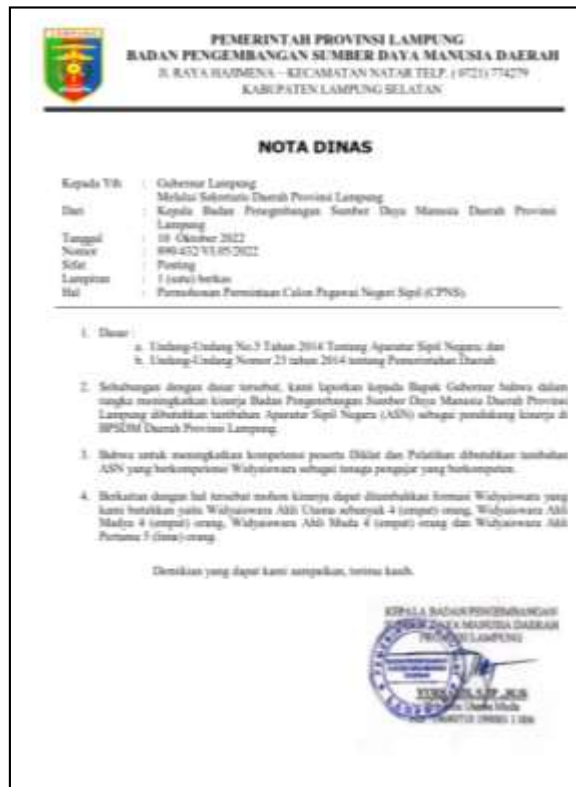 LAMPUNG
PEMERINTAH PROVINSI LAMPUNG
BADAN PENGEMBANGAN SUMBER DAYA MANUSIA DAERAH
Jl. RAYA HAJIMENA – KECAMATAN NATAR TELP. ( 0721) 774279
KABUPATEN LAMPUNG SELATAN
NOTA DINAS
Kepada Yth : Gubernur Lampung
Melalui Sekretaris Daerah Provinsi Lampung
Dari : Kepala Badan Pengembangan Sumber Daya Manusia Daerah Provinsi
Lampung
Tanggal : 10 Oktober 2022
Nomor : 890/432/VI.05/2022
Sifat : Penting
Lampiran : 1 (satu) berkas
Hal : Permohonan Permintaan Calon Pegawai Negeri Sipil (CPNS)
1. Dasar :
a. Undang-Undang No.5 Tahun 2014 Tentang Aparatur Sipil Negara; dan
b. Undang-Undang Nomor 23 tahun 2014 tentang Pemerintahan Daerah
2. Sehubungan dengan dasar tersebut, kami laporkan kepada Bapak Gubernur bahwa dalam
rangka meningkatkan kinerja Badan Pengembangan Sumber Daya Manusia Daerah Provinsi
Lampung dibutuhkan tambahan Aparatur Sipil Negara (ASN) sebagai pendukung kinerja di
BPSDM Daerah Provinsi Lampung.
3. Bahwa untuk meningkatkan kompetensi peserta Diklat dan Pelatihan dibutuhkan tambahan
ASN yang berkompetensi Widyaiswara sebagai tenaga pengajar yang berkompeten.
4. Berkaitan dengan hal tersebut mohon kiranya dapat ditambahkan formasi Widyaiswara yang
kami butuhkan yaitu Widyaiswara Ahli Utama sebanyak 4 (empat) orang, Widyaiswara Ahli
Madya 4 (empat) orang, Widyaiswara Ahli Muda 4 (empat) orang dan Widyaiswara Ahli
Pertama 5 (lima) orang.
Demikian yang dapat kami sampaikan, terima kasih.
KEPALA BADAN PENGEMBANGAN
SUMBER DAYA MANUSIA DAERAH
PROVINSI LAMPUNG
Utama Muda